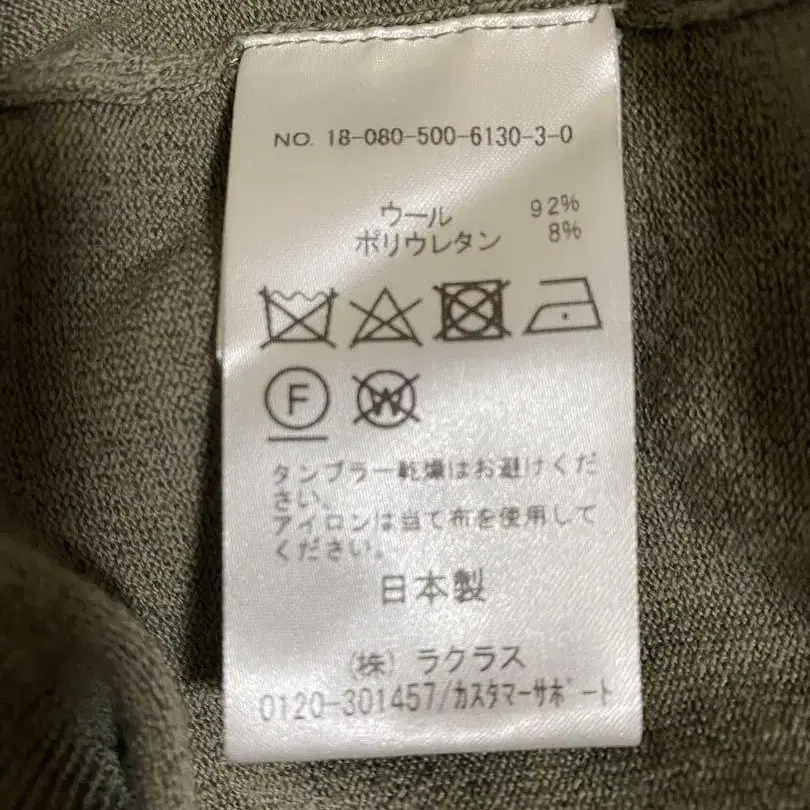 NO. 18-080-500-6130-3-0
ウール 92%
ポリウレタン 8%
F W
タンブラー乾燥はお避けくだ
さい。
アイロンは当て布を使用して
ください。
日本製
(株) ラクラス
0120-301457/カスタマーサポート